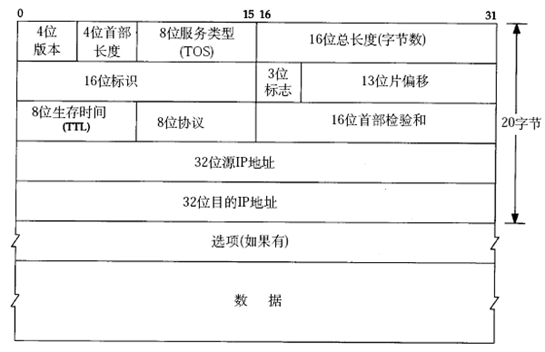 0 15 16 31
4位 4位首部 8位服务类型 16位总长度(字节数)
版本 长度 (TOS)
16位标识 3位 13位片偏移
标志
8位生存时间 8位协议 16位首部检验和
(TTL)
20字节
32位源IP地址
32位目的IP地址
选项(如果有)
数 据